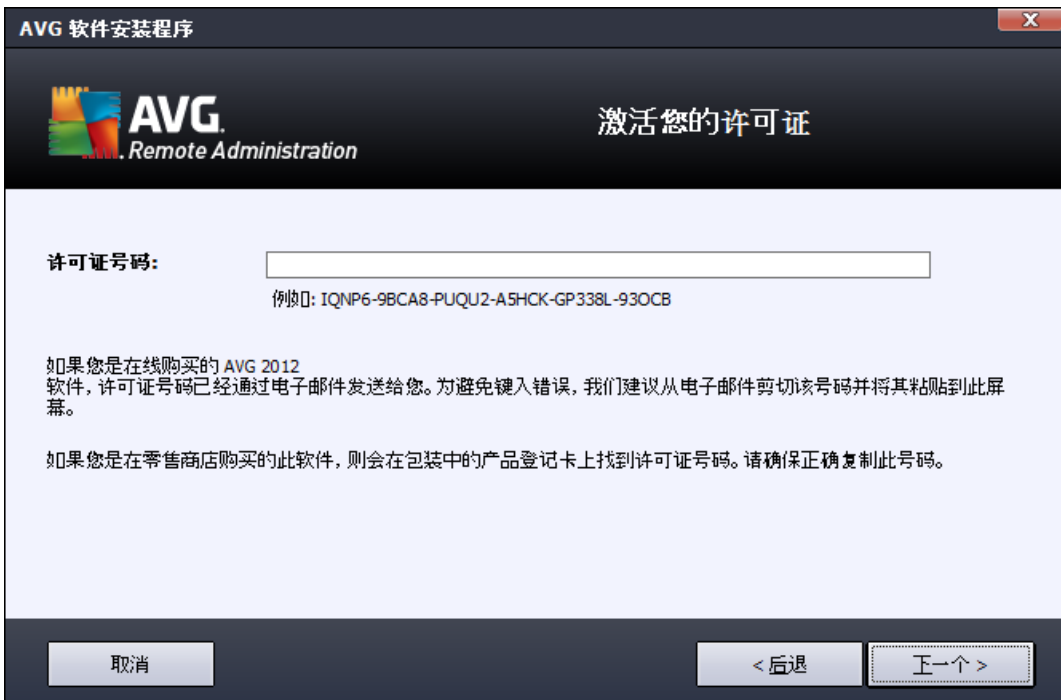 AVG 软件安装程序
AVG.
Remote Administration
激活您的许可证
许可证号码:
例如: IQNP6-9BCA8-PUQU2-A5HCK-GP338L-93OCB
如果您是在线购买的 AVG 2012
软件，许可证号码已经通过电子邮件发送给您。为避免键入错误，我们建议从电子邮件剪切该号码并将其粘贴到此屏
幕。
如果您是在零售商店购买的此软件，则会在包装中的产品登记卡上找到许可证号码。请确保正确复制此号码。
取消
< 后退
下一个 >